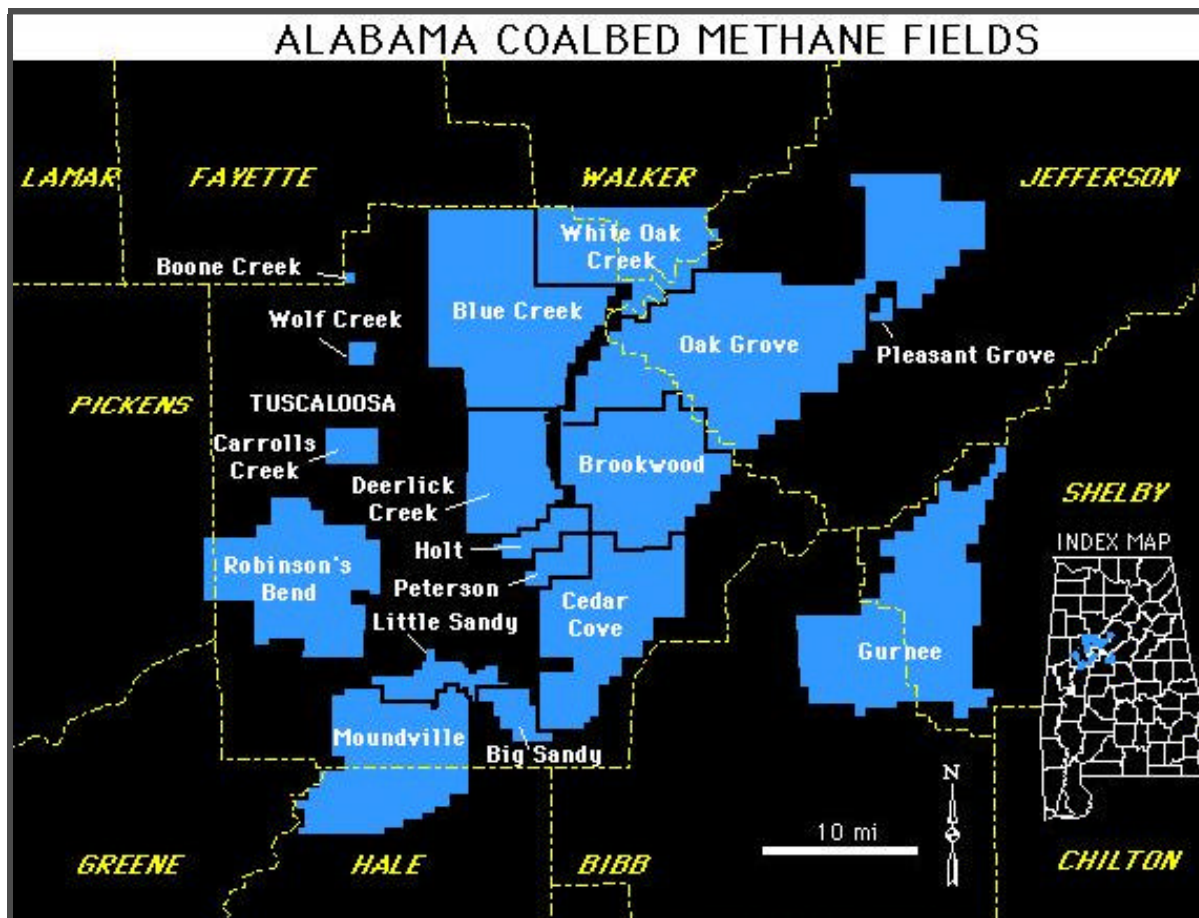 ALABAMA COALBED METHANE FIELDS
LAMAR
FAYETTE
WALKER
JEFFERSON
White Oak
Creek
Boone Creek
Blue Creek
Wolf Creek
Oak Grove
Pleasant Grove
PICKENS
TUSCALOOSA
Carrolls
Creek
Brookwood
Deerlick
Creek
SHELBY
Holt
INDEX MAP
Robinson's
Bend
Peterson
Cedar
Cove
Little Sandy
Gurnee
Moundville
Big Sandy
N
10 mi
GREENE
HALE
BIBB
CHILTON